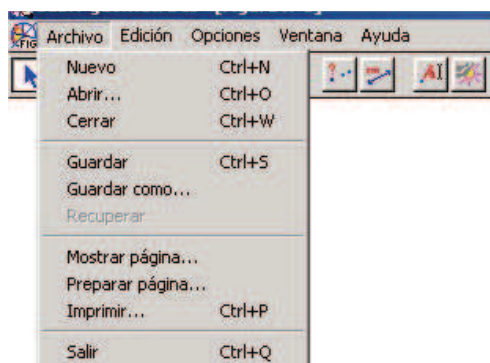 Archivo Edición Opciones Ventana Ayuda
Nuevo Ctrl+N
Abrir... Ctrl+O
Cerrar Ctrl+W
Guardar Ctrl+S
Guardar como...
Recuperar
Mostrar página...
Preparar página...
Imprimir... Ctrl+P
Salir Ctrl+Q